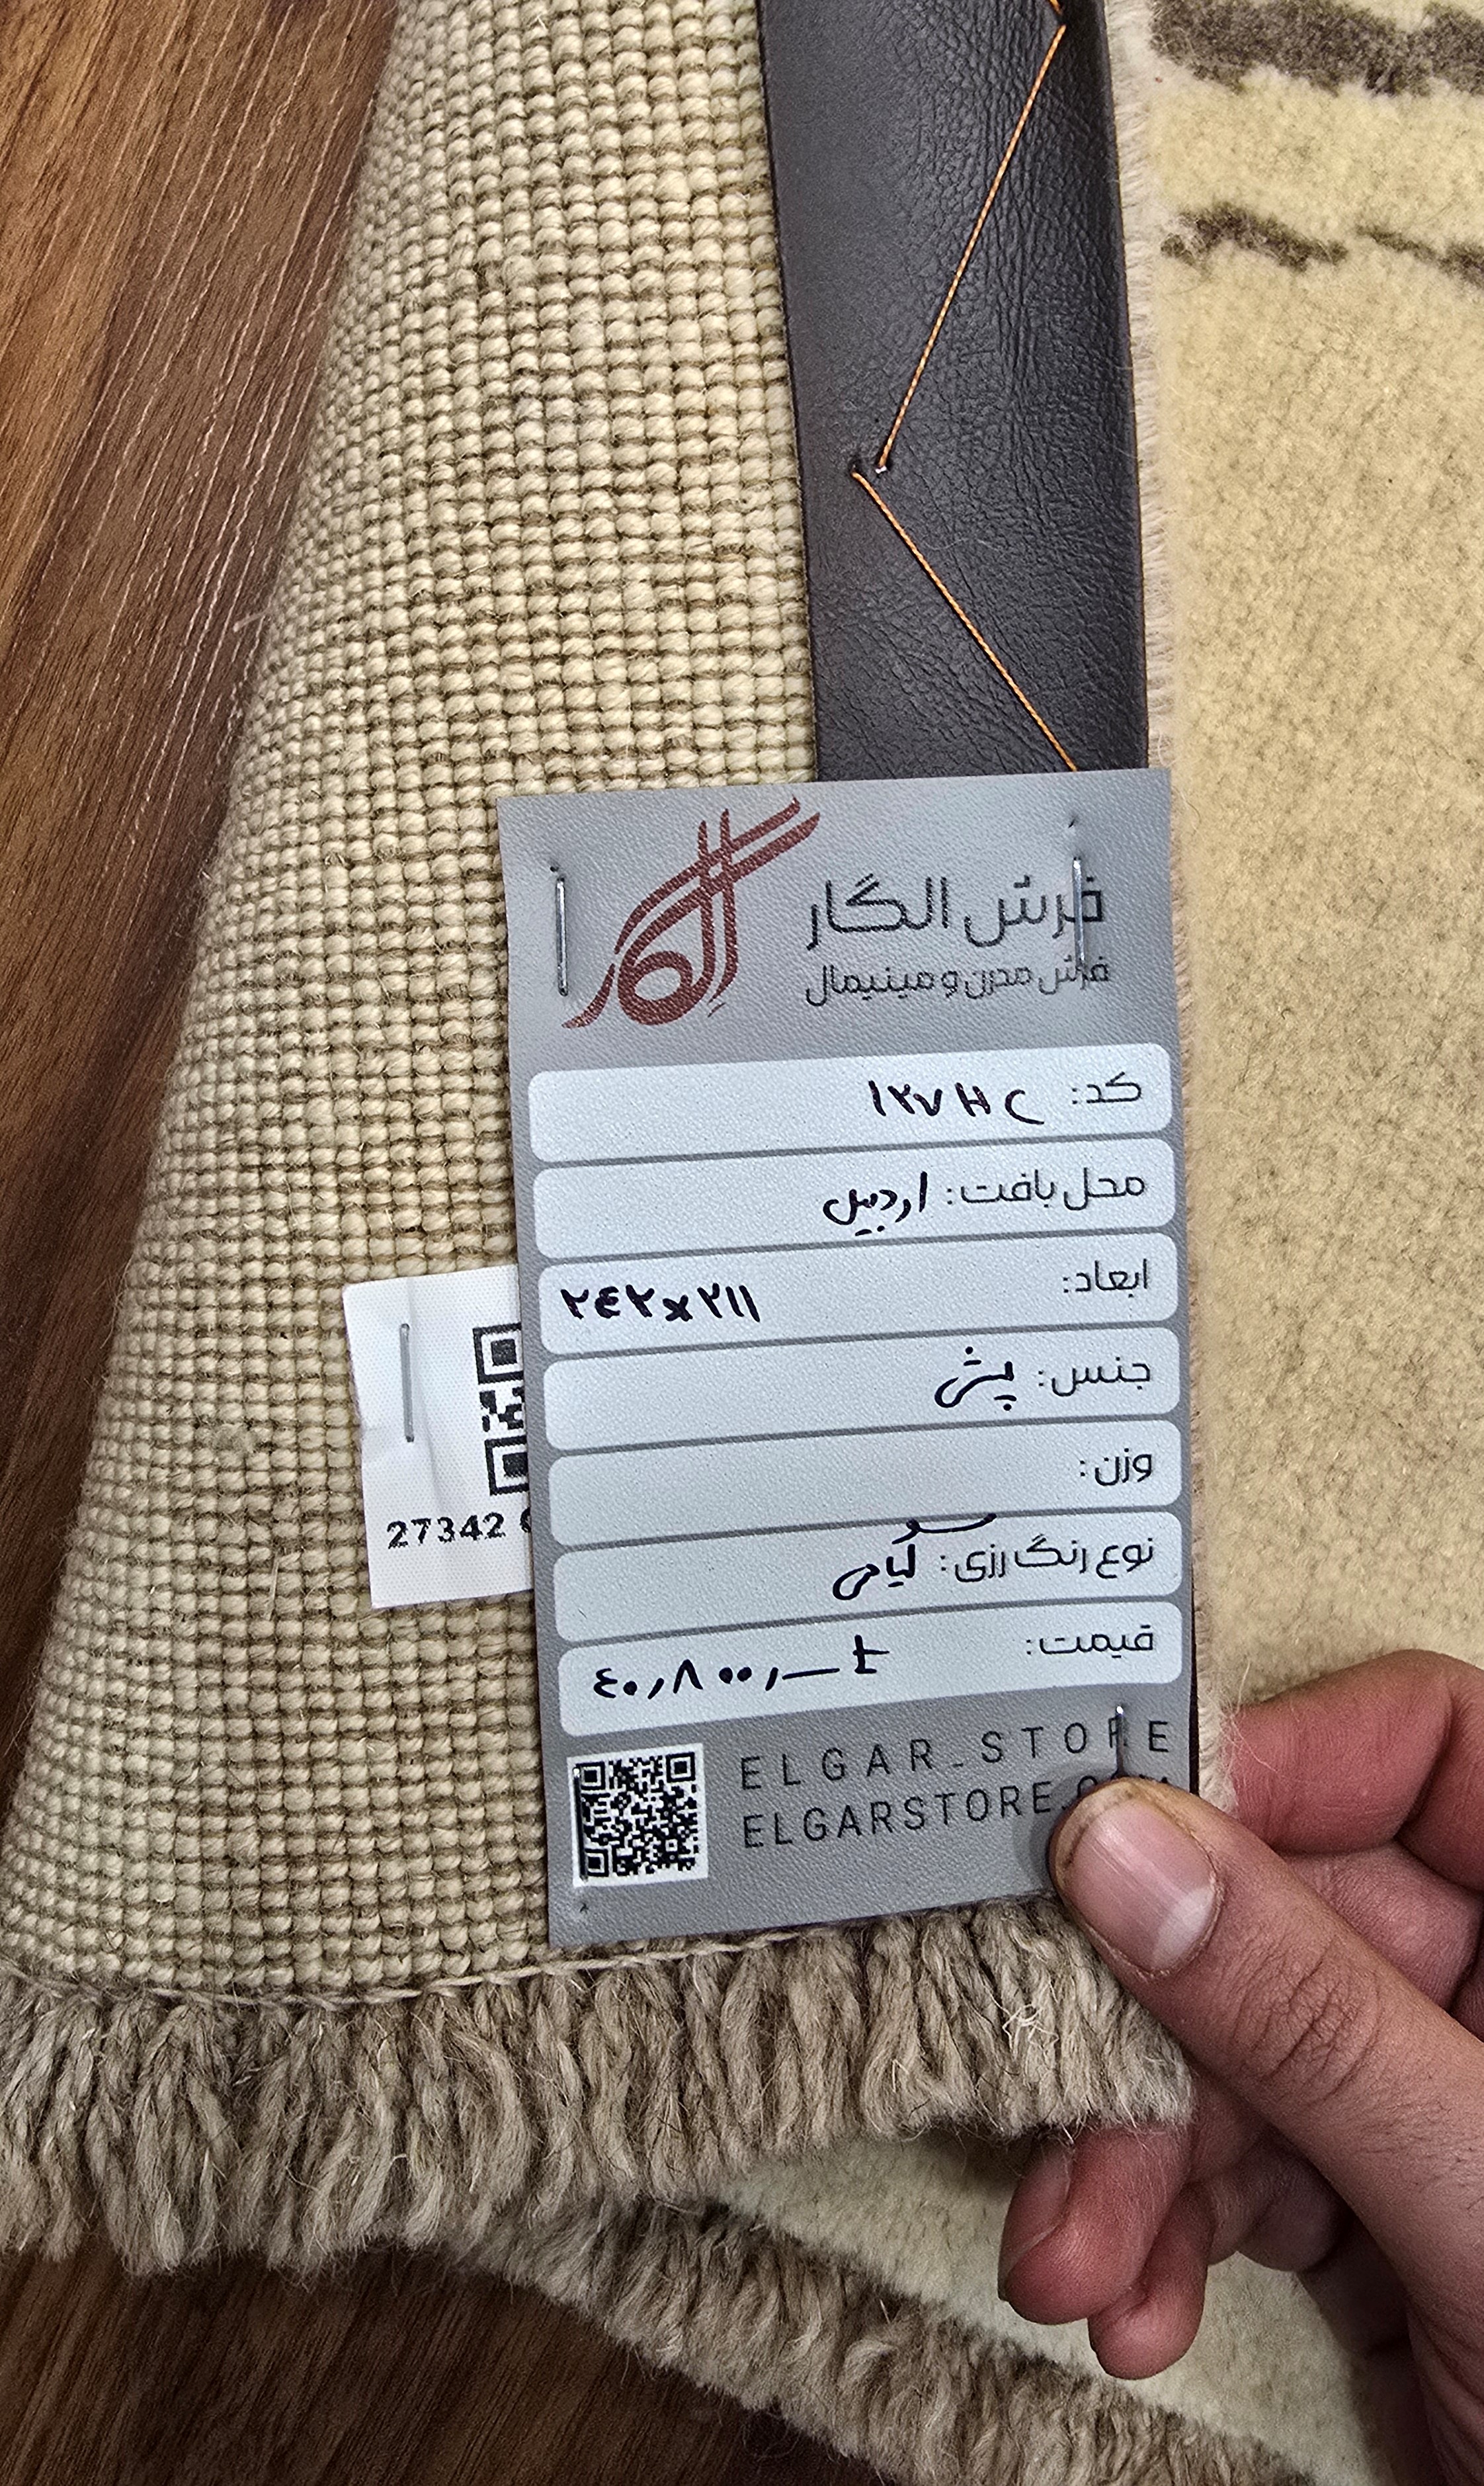 الگار
فرش الگار
فرش مدرن و مینیمال
کد: ۱۲۷HC
محل بافت: اردبیل
ابعاد: ۲۴۲x۲۱۱
جنس: پشم
وزن:
نوع رنگ رزی: گیاهی
قیمت: ۴۰,۸۰۰,— ت
ELGAR_STORE
ELGARSTORE.COM
27342